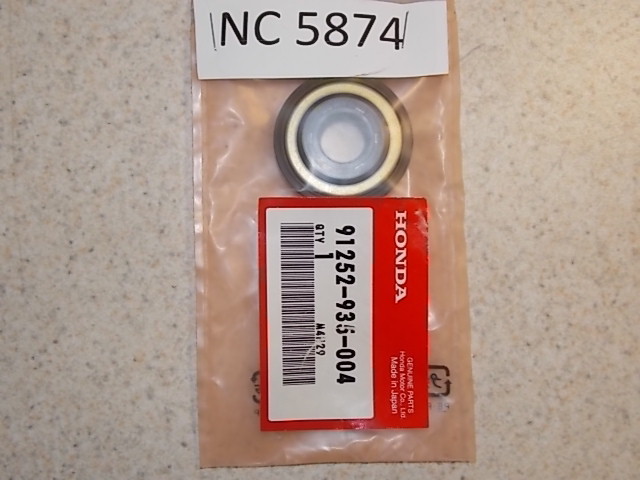 NC 5874
HONDA
GENUINE PARTS
Honda Motor Co., Ltd.
Made in Japan
91252-935-004
QTY 1